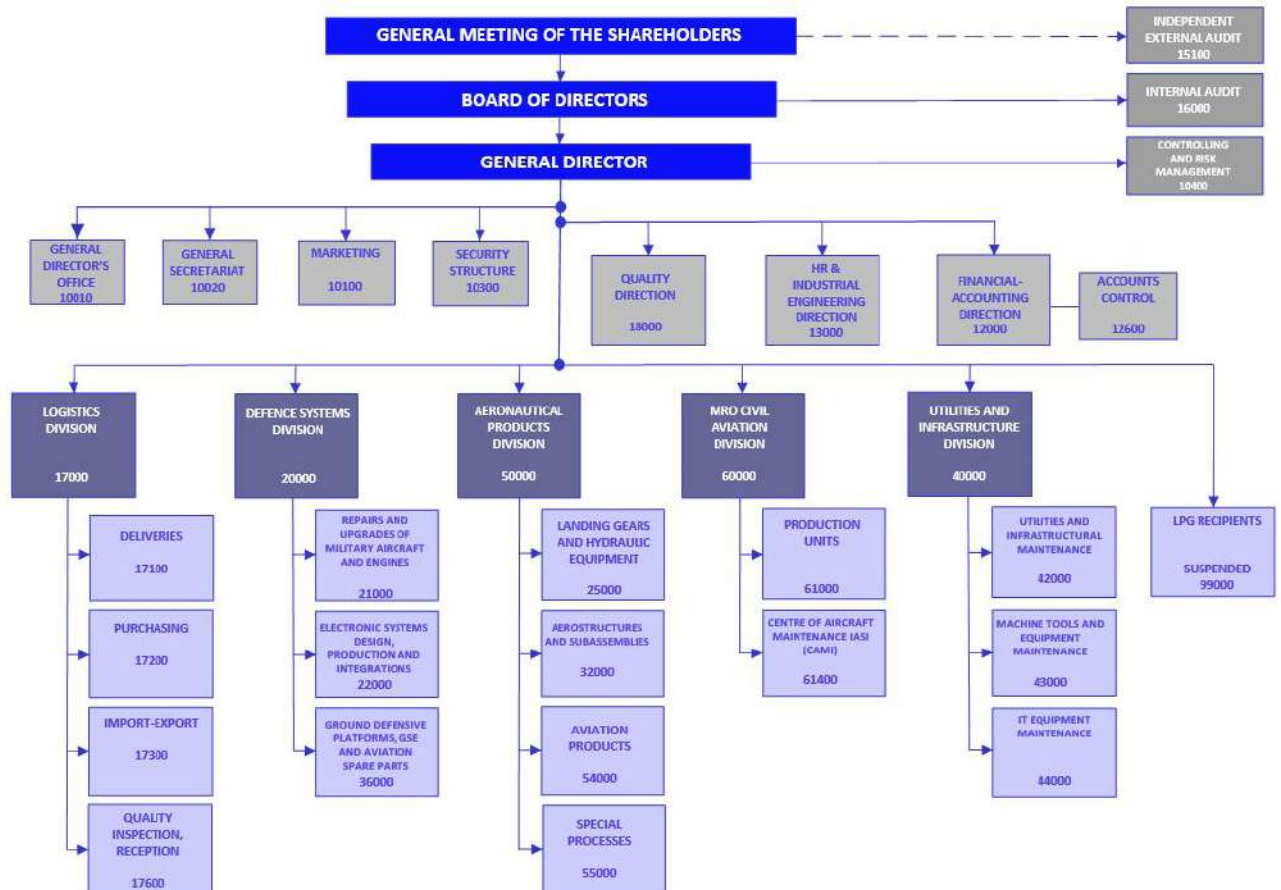 GENERAL MEETING OF THE SHAREHOLDERS
INDEPENDENT
EXTERNAL AUDIT
15100
BOARD OF DIRECTORS
INTERNAL AUDIT
16000
GENERAL DIRECTOR
CONTROLLING
AND RISK
MANAGEMENT
10400
GENERAL
DIRECTOR'S
OFFICE
10010
GENERAL
SECRETARIAT
10020
MARKETING
10100
SECURITY
STRUCTURE
10300
QUALITY
DIRECTION
18000
HR &
INDUSTRIAL
ENGINEERING
DIRECTION
13000
FINANCIAL-
ACCOUNTING
DIRECTION
12000
ACCOUNTS
CONTROL
12600
LOGISTICS
DIVISION
17000
DEFENCE SYSTEMS
DIVISION
20000
AERONAUTICAL
PRODUCTS
DIVISION
50000
MRO CIVIL
AVIATION
DIVISION
60000
UTILITIES AND
INFRASTRUCTURE
DIVISION
40000
DELIVERIES
17100
PURCHASING
17200
IMPORT-EXPORT
17300
QUALITY
INSPECTION,
RECEPTION
17600
REPAIRS AND
UPGRADES OF
MILITARY AIRCRAFT
AND ENGINES
21000
ELECTRONIC SYSTEMS
DESIGN,
PRODUCTION AND
INTEGRATIONS
22000
GROUND DEFENSIVE
PLATFORMS, GSE
AND AVIATION
SPARE PARTS
36000
LANDING GEARS
AND HYDRAULIC
EQUIPMENT
25000
AEROSTRUCTURES
AND SUBASSEMBLIES
32000
AVIATION
PRODUCTS
54000
SPECIAL
PROCESSES
55000
PRODUCTION
UNITS
61000
CENTRE OF AIRCRAFT
MAINTENANCE IASI
(CAMI)
61400
UTILITIES AND
INFRASTRUCTURAL
MAINTENANCE
42000
MACHINE TOOLS AND
EQUIPMENT
MAINTENANCE
43000
IT EQUIPMENT
MAINTENANCE
44000
LPG RECIPIENTS
SUSPENDED
99000